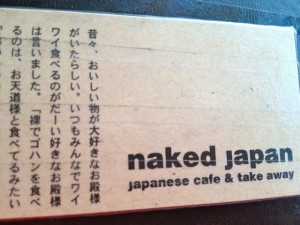 昔々、おいしい物が大好きなお殿様
がいたらしい。いつもみんなでワイ
ワイ食べるのがだーい好きなお殿様
は言いました。「裸でゴハンを食べ
るのは、お天道様と食べてるみたい
naked japan
japanese cafe & take away